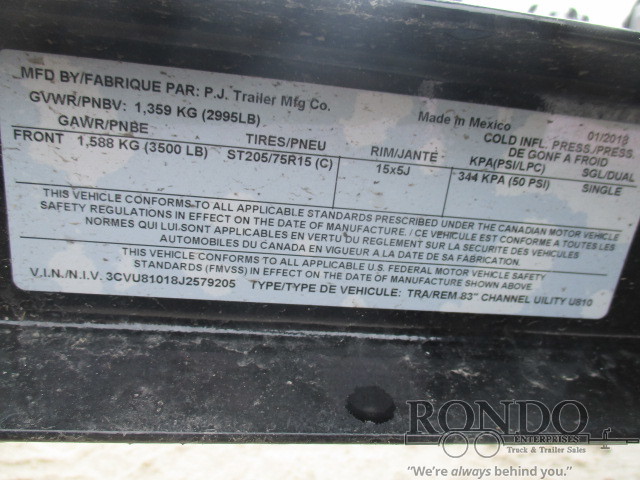 MFD BY/FABRIQUE PAR: P.J. Trailer Mfg Co.
GVWR/PNBV: 1,359 KG (2995LB) Made in Mexico 01/2018
GAWR/PNBE TIRES/PNEU RIM/JANTE COLD INFL. PRESS./PRESS. DE GONF A FROID
KPA(PSI/LPC) SGL/DUAL
FRONT 1,588 KG (3500 LB) ST205/75R15 (C) 15x5J 344 KPA (50 PSI) SINGLE
THIS VEHICLE CONFORMS TO ALL APPLICABLE STANDARDS PRESCRIBED UNDER THE CANADIAN MOTOR VEHICLE
SAFETY REGULATIONS IN EFFECT ON THE DATE OF MANUFACTURE. / CE VEHICULE EST CONFORME A TOUTES
NORMES QUI LUI SONT APPLICABLES EN VERTU DU REGLEMENT SUR LA SECURITE DES VEHICULES
AUTOMOBILES DU CANADA EN VIGUEUR A LA DATE DE SA FABRICATION.
THIS VEHICLE CONFORMS TO ALL APPLICABLE U.S. FEDERAL MOTOR VEHICLE SAFETY
STANDARDS (FMVSS) IN EFFECT ON THE DATE OF MANUFACTURE SHOWN ABOVE
V.I.N./N.I.V. 3CVU81018J2579205 TYPE/TYPE DE VEHICULE: TRA/REM 83" CHANNEL UILITY U810
RONDO
ENTERPRISES
Truck & Trailer Sales
"We're always behind you."